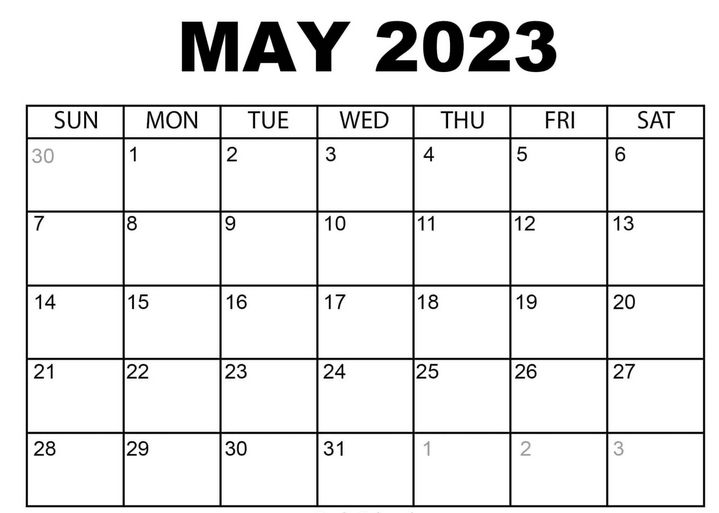 MAY 2023
SUN MON TUE WED THU FRI SAT
30 1 2 3 4 5 6
7 8 9 10 11 12 13
14 15 16 17 18 19 20
21 22 23 24 25 26 27
28 29 30 31 1 2 3